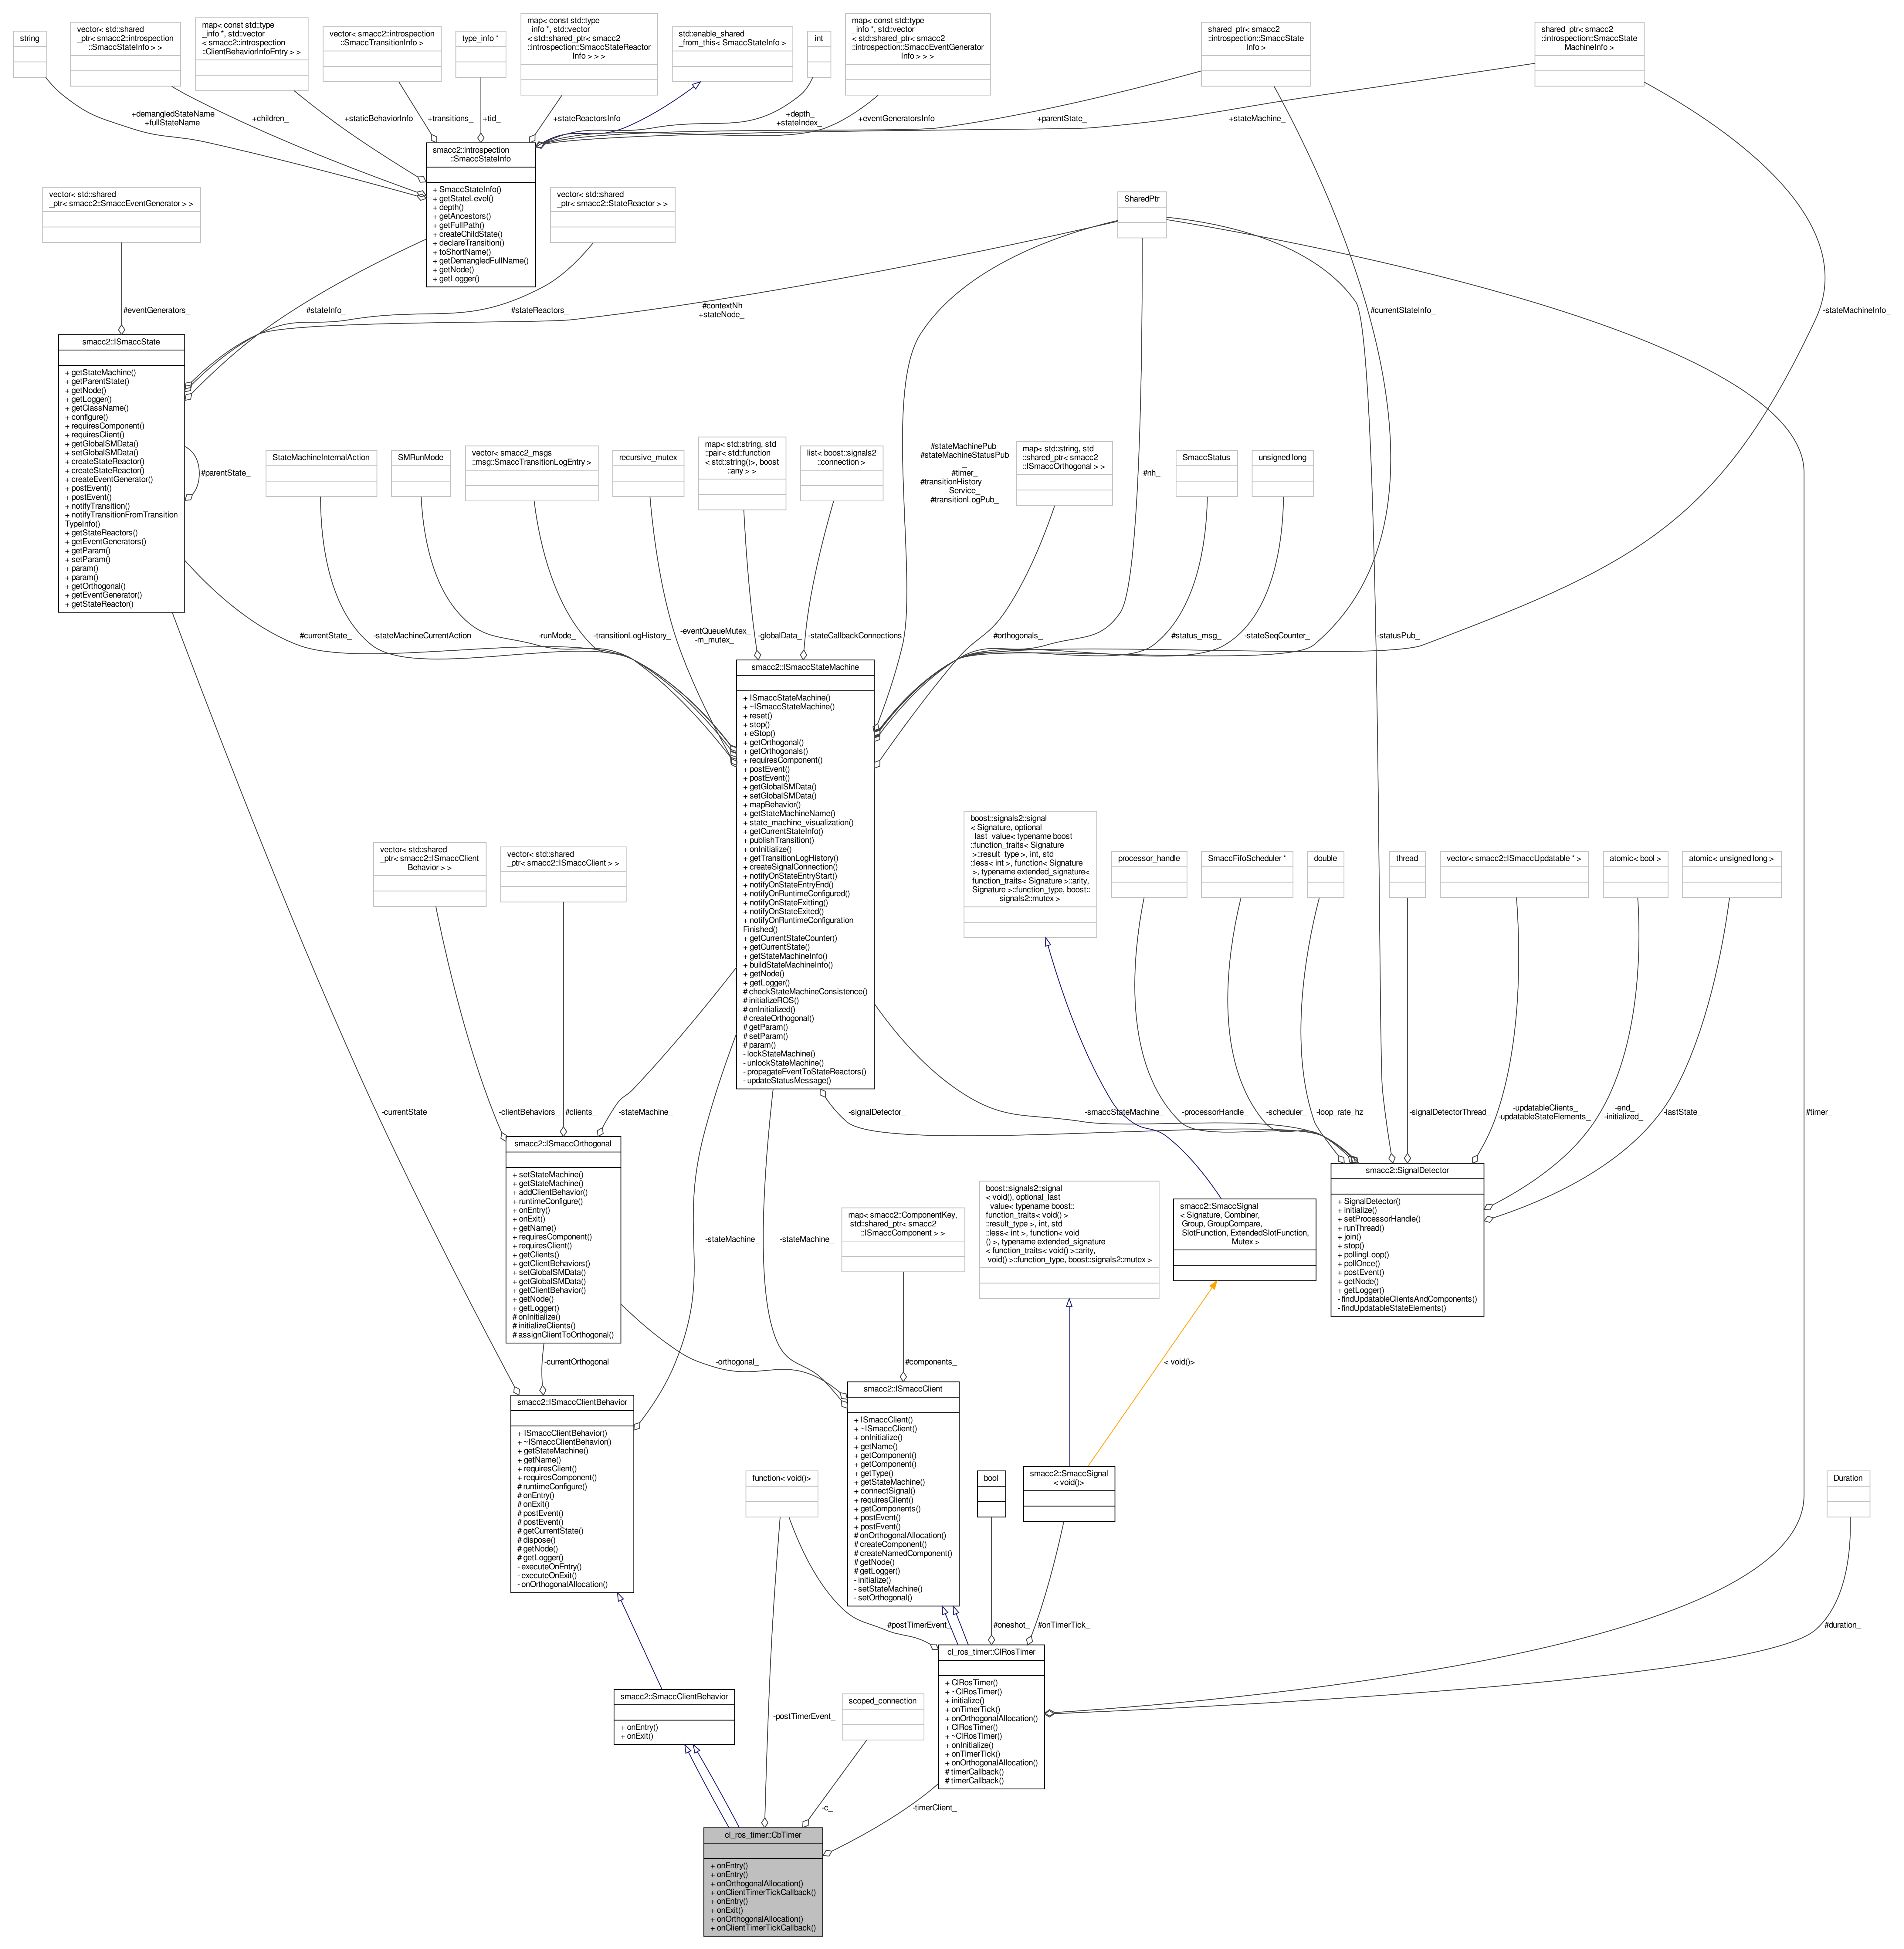 string
vector< std::shared
_ptr< smacc2::introspection
::SmaccStateInfo > >
map< const std::type
_info *, std::vector
< smacc2::introspection
::ClientBehaviorInfoEntry > >
vector< smacc2::introspection
::SmaccTransitionInfo >
type_info *
map< const std::type
_info *, std::vector
< std::shared_ptr< smacc2
::introspection::SmaccStateReactor
Info > > >
std::enable_shared
_from_this< SmaccStateInfo >
int
map< const std::type
_info *, std::vector
< std::shared_ptr< smacc2
::introspection::SmaccEventGenerator
Info > > >
shared_ptr< smacc2
::introspection::SmaccState
Info >
shared_ptr< smacc2
::introspection::SmaccState
MachineInfo >
+demangledStateName
+fullStateName
+children_
+staticBehaviorInfo
+transitions_
+tid_
+stateReactorsInfo
+depth_
+stateIndex_
+eventGeneratorsInfo
+parentState_
+stateMachine_
smacc2::introspection
::SmaccStateInfo
+ SmaccStateInfo()
+ getStateLevel()
+ depth()
+ getAncestors()
+ getFullPath()
+ createChildState()
+ declareTransition()
+ toShortName()
+ getDemangledFullName()
+ getNode()
+ getLogger()
vector< std::shared
_ptr< smacc2::SmaccEventGenerator > >
vector< std::shared
_ptr< smacc2::StateReactor > >
SharedPtr
#eventGenerators_
#stateInfo_
#stateReactors_
#contextNh
+stateNode_
#currentStateInfo_
-stateMachineInfo_
smacc2::ISmaccState
+ getStateMachine()
+ getParentState()
+ getNode()
+ getLogger()
+ getClassName()
+ configure()
+ requiresComponent()
+ requiresClient()
+ getGlobalSMData()
+ setGlobalSMData()
+ createStateReactor()
+ createStateReactor()
+ createEventGenerator()
+ postEvent()
+ postEvent()
+ notifyTransition()
+ notifyTransitionFromTransition
TypeInfo()
+ getStateReactors()
+ getEventGenerators()
+ getParam()
+ setParam()
+ param()
+ param()
+ getOrthogonal()
+ getEventGenerator()
+ getStateReactor()
#parentState_
StateMachineInternalAction
SMRunMode
vector< smacc2_msgs
::msg::SmaccTransitionLogEntry >
recursive_mutex
map< std::string, std
::pair< std::function
< std::string()>, boost
::any > >
list< boost::signals2
::connection >
#stateMachinePub_
#stateMachineStatusPub
_
#timer_
#transitionHistory
Service_
#transitionLogPub_
map< std::string, std
::shared_ptr< smacc2
::ISmaccOrthogonal > >
#nh_
SmaccStatus
unsigned long
#currentState_
-stateMachineCurrentAction
-runMode_
-transitionLogHistory_
-eventQueueMutex_
-m_mutex_
-globalData_
-stateCallbackConnections
#orthogonals_
#status_msg_
-stateSeqCounter_
-statusPub_
smacc2::ISmaccStateMachine
+ ISmaccStateMachine()
+ ~ISmaccStateMachine()
+ reset()
+ stop()
+ eStop()
+ getOrthogonal()
+ getOrthogonals()
+ requiresComponent()
+ postEvent()
+ postEvent()
+ getGlobalSMData()
+ setGlobalSMData()
+ mapBehavior()
+ getStateMachineName()
+ state_machine_visualization()
+ getCurrentStateInfo()
+ publishTransition()
+ onInitialize()
+ getTransitionLogHistory()
+ createSignalConnection()
+ notifyOnStateEntryStart()
+ notifyOnStateEntryEnd()
+ notifyOnRuntimeConfigured()
+ notifyOnStateExitting()
+ notifyOnStateExited()
+ notifyOnRuntimeConfiguration
Finished()
+ getCurrentStateCounter()
+ getCurrentState()
+ getStateMachineInfo()
+ buildStateMachineInfo()
+ getNode()
+ getLogger()
# checkStateMachineConsistence()
# initializeROS()
# onInitialized()
# createOrthogonal()
# getParam()
# setParam()
# param()
- lockStateMachine()
- unlockStateMachine()
- propagateEventToStateReactors()
- updateStatusMessage()
vector< std::shared
_ptr< smacc2::ISmaccClient
Behavior > >
vector< std::shared
_ptr< smacc2::ISmaccClient > >
boost::signals2::signal
< Signature, optional
_last_value< typename boost
::function_traits< Signature
>::result_type >, int, std
::less< int >, function< Signature
>, typename extended_signature<
function_traits< Signature >::arity,
Signature >::function_type, boost::
signals2::mutex >
processor_handle
SmaccFifoScheduler *
double
thread
vector< smacc2::ISmaccUpdatable * >
atomic< bool >
atomic< unsigned long >
-currentState
-clientBehaviors_
#clients_
-stateMachine_
-signalDetector_
-smaccStateMachine_
-processorHandle_
-scheduler_
-loop_rate_hz
-signalDetectorThread_
-updatableClients_
-updatableStateElements_
-end_
-initialized_
-lastState_
#timer_
smacc2::ISmaccOrthogonal
+ setStateMachine()
+ getStateMachine()
+ addClientBehavior()
+ runtimeConfigure()
+ onEntry()
+ onExit()
+ getName()
+ requiresComponent()
+ requiresClient()
+ getClients()
+ getClientBehaviors()
+ setGlobalSMData()
+ getGlobalSMData()
+ getClientBehavior()
+ getNode()
+ getLogger()
# onInitialize()
# initializeClients()
# assignClientToOrthogonal()
-stateMachine_
-stateMachine_
map< smacc2::ComponentKey,
std::shared_ptr< smacc2
::ISmaccComponent > >
boost::signals2::signal
< void(), optional_last
_value< typename boost::
function_traits< void() >
::result_type >, int, std
::less< int >, function< void
() >, typename extended_signature
< function_traits< void() >::arity,
void() >::function_type, boost::signals2::mutex >
smacc2::SmaccSignal
< Signature, Combiner,
Group, GroupCompare,
SlotFunction, ExtendedSlotFunction,
Mutex >
smacc2::SignalDetector
+ SignalDetector()
+ initialize()
+ setProcessorHandle()
+ runThread()
+ join()
+ stop()
+ pollingLoop()
+ pollOnce()
+ postEvent()
+ getNode()
+ getLogger()
- findUpdatableClientsAndComponents()
- findUpdatableStateElements()
-currentOrthogonal
-orthogonal_
#components_
< void()>
smacc2::ISmaccClientBehavior
+ ISmaccClientBehavior()
+ ~ISmaccClientBehavior()
+ getStateMachine()
+ getName()
+ requiresClient()
+ requiresComponent()
# runtimeConfigure()
# onEntry()
# onExit()
# postEvent()
# postEvent()
# getCurrentState()
# dispose()
# getNode()
# getLogger()
- executeOnEntry()
- executeOnExit()
- onOrthogonalAllocation()
smacc2::ISmaccClient
+ ISmaccClient()
+ ~ISmaccClient()
+ onInitialize()
+ getName()
+ getComponent()
+ getComponent()
+ getType()
+ getStateMachine()
+ connectSignal()
+ requiresClient()
+ getComponents()
+ postEvent()
+ postEvent()
# onOrthogonalAllocation()
# createComponent()
# createNamedComponent()
# getNode()
# getLogger()
- initialize()
- setStateMachine()
- setOrthogonal()
function< void()>
bool
smacc2::SmaccSignal
< void()>
Duration
#postTimerEvent_
#oneshot_
#onTimerTick_
#duration_
cl_ros_timer::ClRosTimer
+ ClRosTimer()
+ ~ClRosTimer()
+ initialize()
+ onTimerTick()
+ onOrthogonalAllocation()
+ ClRosTimer()
+ ~ClRosTimer()
+ onInitialize()
+ onTimerTick()
+ onOrthogonalAllocation()
# timerCallback()
# timerCallback()
smacc2::SmaccClientBehavior
+ onEntry()
+ onExit()
scoped_connection
-postTimerEvent_
-c_
-timerClient_
cl_ros_timer::CbTimer
+ onEntry()
+ onEntry()
+ onOrthogonalAllocation()
+ onClientTimerTickCallback()
+ onEntry()
+ onExit()
+ onOrthogonalAllocation()
+ onClientTimerTickCallback()